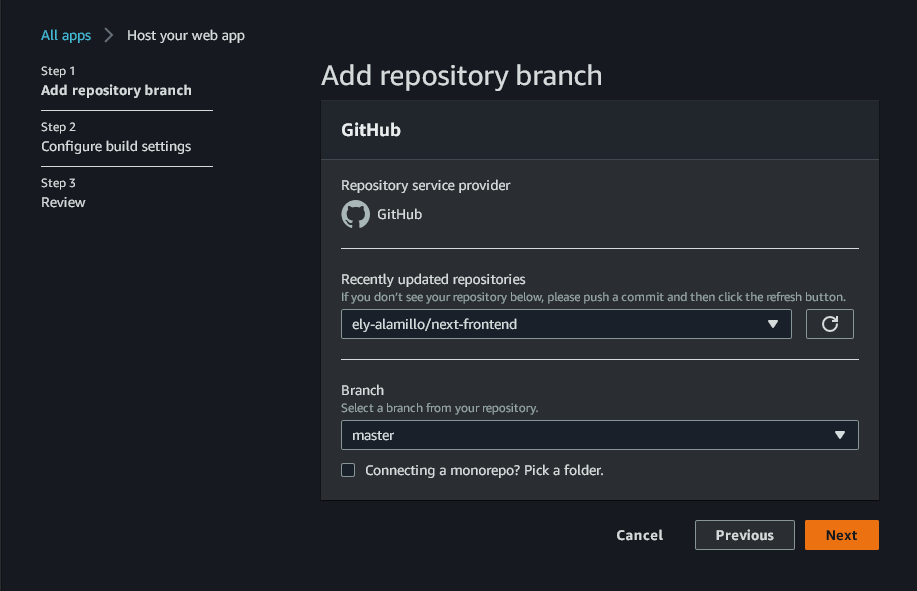 All apps > Host your web app
Step 1
Add repository branch
Step 2
Configure build settings
Step 3
Review
Add repository branch
GitHub
Repository service provider
GitHub
Recently updated repositories
If you don't see your repository below, please push a commit and then click the refresh button.
ely-alamillo/next-frontend
Branch
Select a branch from your repository.
master
Connecting a monorepo? Pick a folder.
Cancel Previous Next